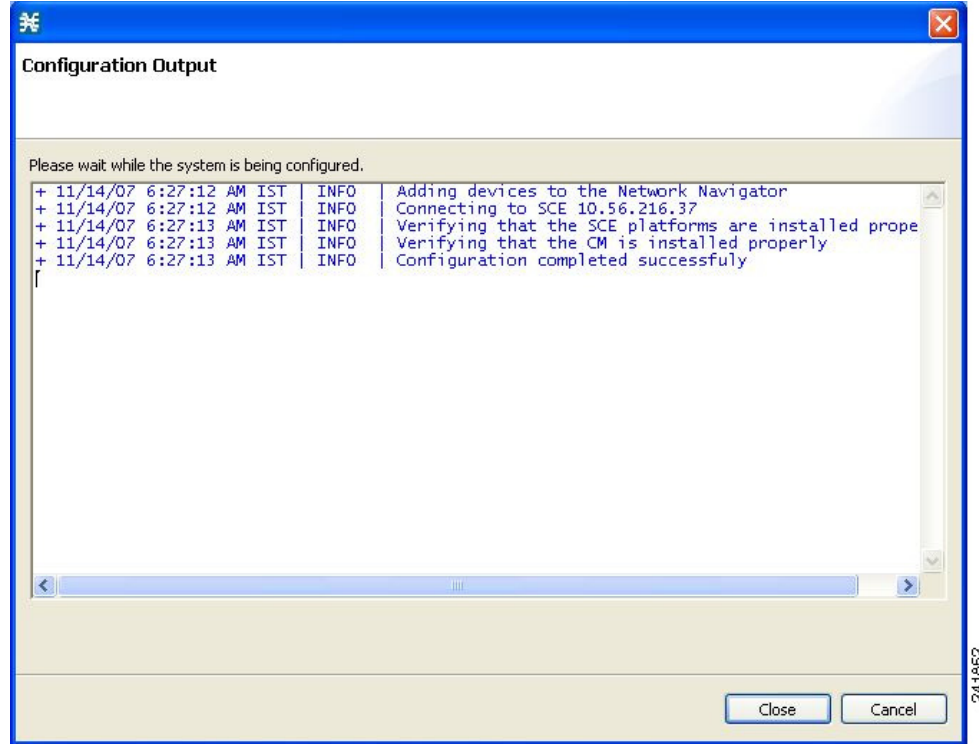 Configuration Output
Please wait while the system is being configured.
+ 11/14/07 6:27:12 AM IST | INFO | Adding devices to the Network Navigator
+ 11/14/07 6:27:12 AM IST | INFO | Connecting to SCE 10.56.216.37
+ 11/14/07 6:27:13 AM IST | INFO | Verifying that the SCE platforms are installed prope
+ 11/14/07 6:27:13 AM IST | INFO | Verifying that the CM is installed properly
+ 11/14/07 6:27:13 AM IST | INFO | Configuration completed successfuly
Close
Cancel